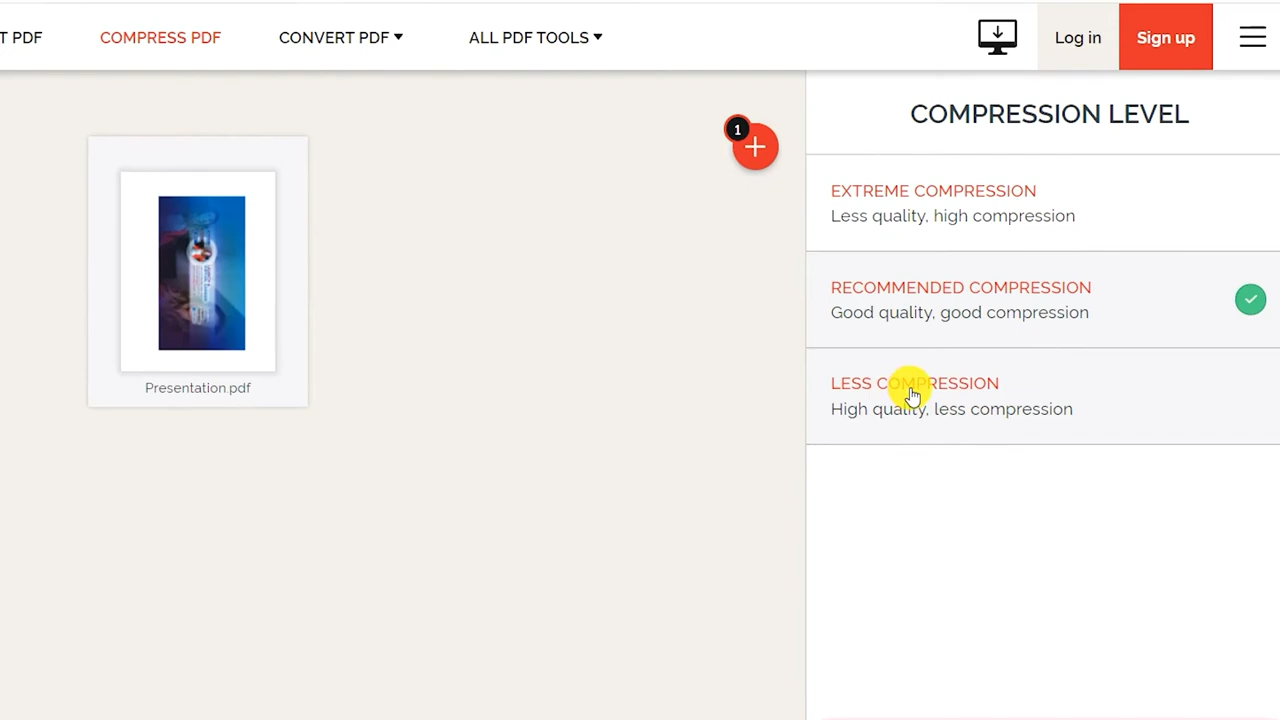 T PDF
COMPRESS PDF
CONVERT PDF
ALL PDF TOOLS
Log in
Sign up
1
Presentation.pdf
COMPRESSION LEVEL
EXTREME COMPRESSION
Less quality, high compression
RECOMMENDED COMPRESSION
Good quality, good compression
LESS COMPRESSION
High quality, less compression